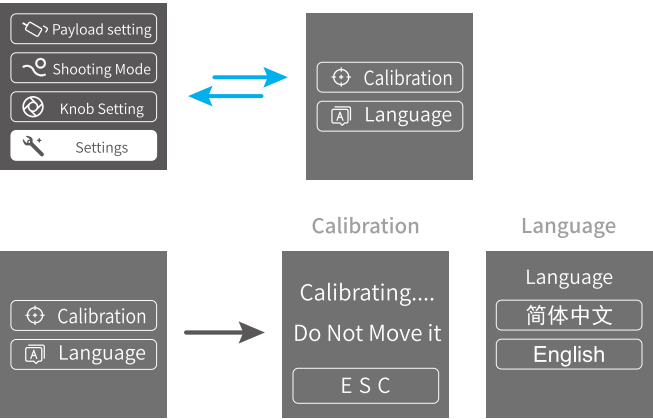 Payload setting
Shooting Mode
Knob Setting
Settings
Calibration
A Language
Calibration
Language
A Language
Calibration
Calibrating....
Do Not Move it
E S C
Language
简体中文
English